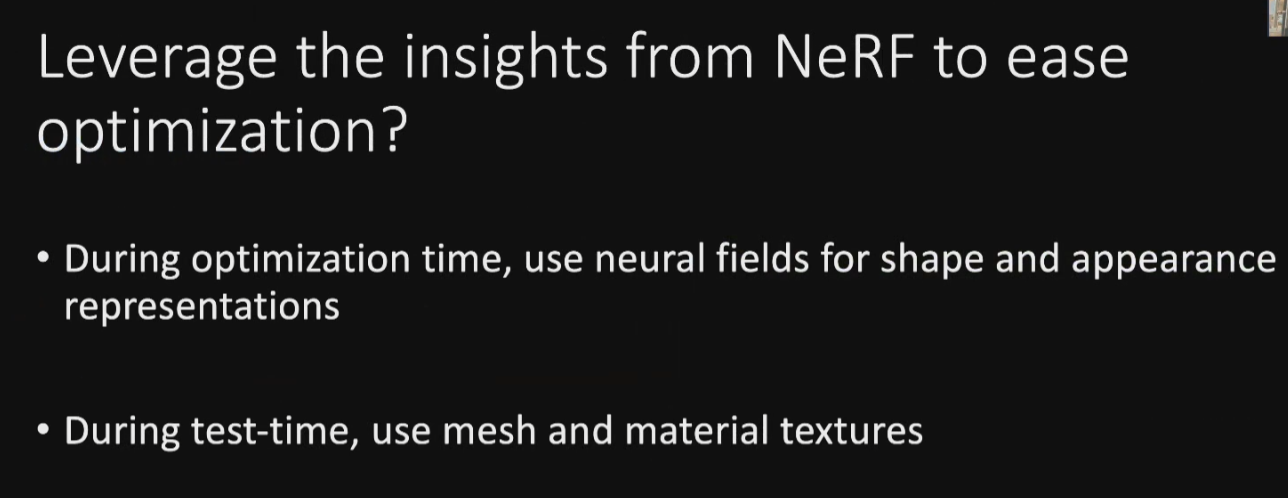 Leverage the insights from NeRF to ease
optimization?
• During optimization time, use neural fields for shape and appearance
representations
• During test-time, use mesh and material textures